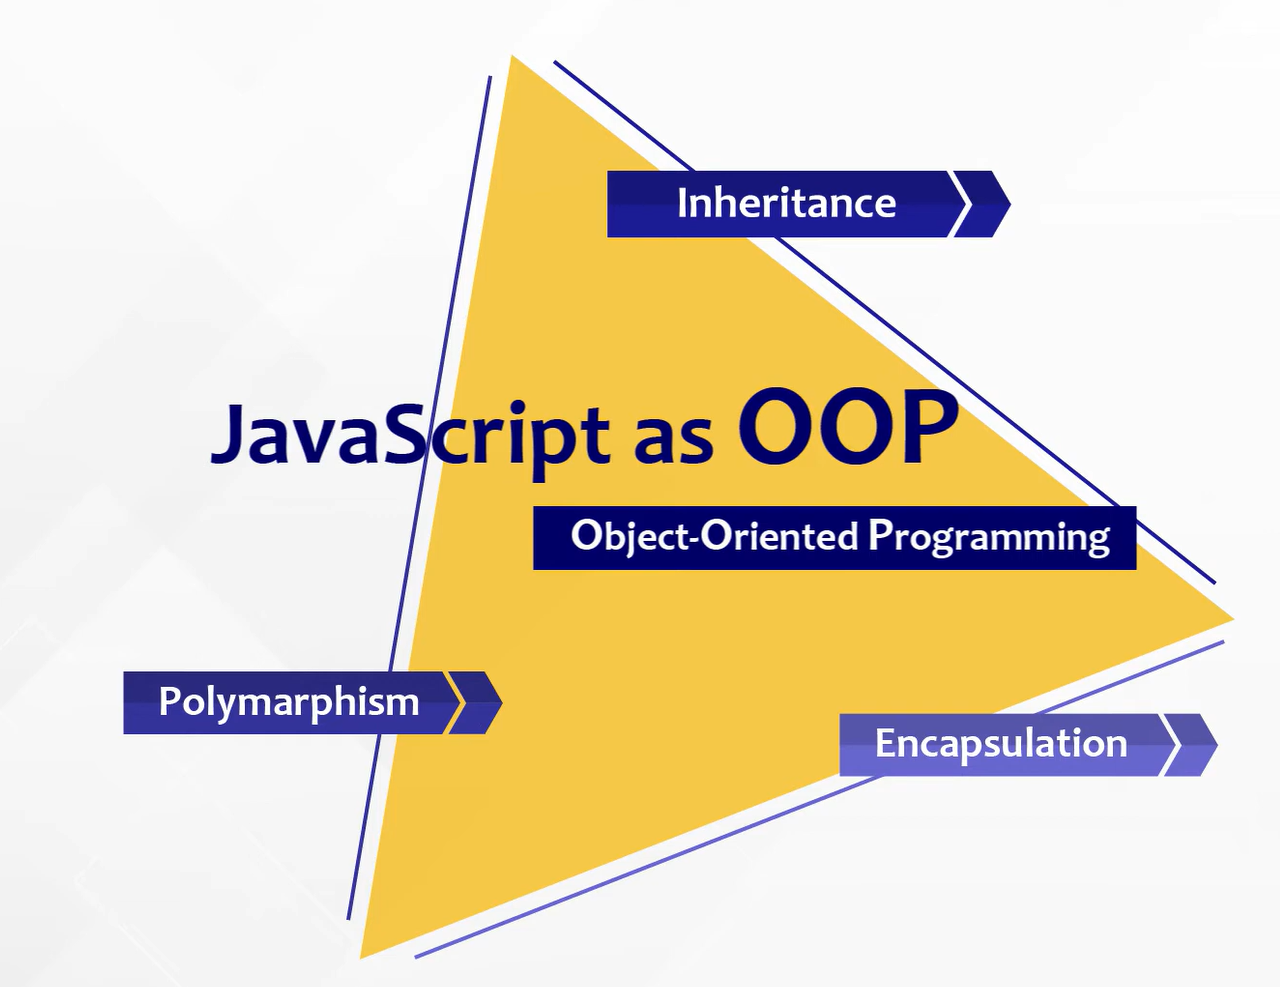 Inheritance
JavaScript as OOP
Object-Oriented Programming
Polymarphism
Encapsulation